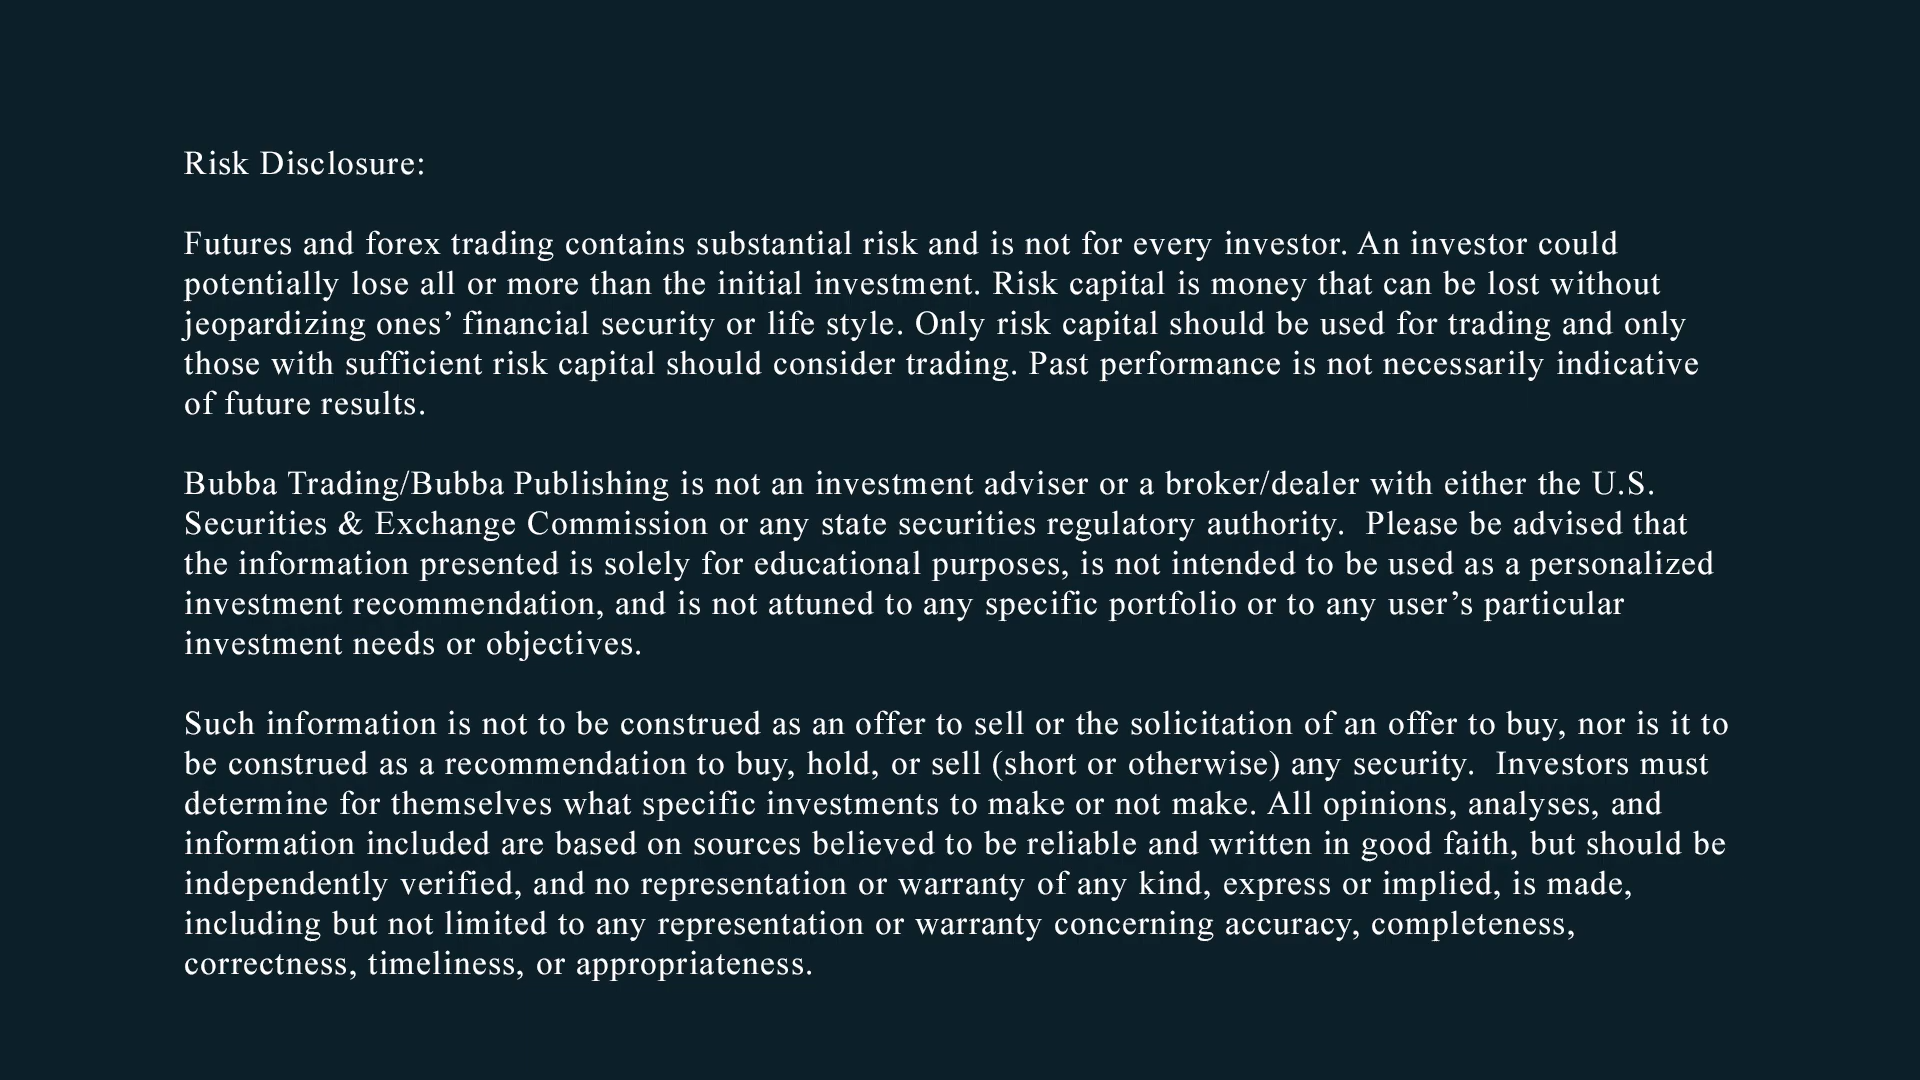 Risk Disclosure:
Futures and forex trading contains substantial risk and is not for every investor. An investor could
potentially lose all or more than the initial investment. Risk capital is money that can be lost without
jeopardizing ones’ financial security or life style. Only risk capital should be used for trading and only
those with sufficient risk capital should consider trading. Past performance is not necessarily indicative
of future results.
Bubba Trading/Bubba Publishing is not an investment adviser or a broker/dealer with either the U.S.
Securities & Exchange Commission or any state securities regulatory authority.  Please be advised that
the information presented is solely for educational purposes, is not intended to be used as a personalized
investment recommendation, and is not attuned to any specific portfolio or to any user’s particular
investment needs or objectives.
Such information is not to be construed as an offer to sell or the solicitation of an offer to buy, nor is it to
be construed as a recommendation to buy, hold, or sell (short or otherwise) any security.  Investors must
determine for themselves what specific investments to make or not make. All opinions, analyses, and
information included are based on sources believed to be reliable and written in good faith, but should be
independently verified, and no representation or warranty of any kind, express or implied, is made,
including but not limited to any representation or warranty concerning accuracy, completeness,
correctness, timeliness, or appropriateness.